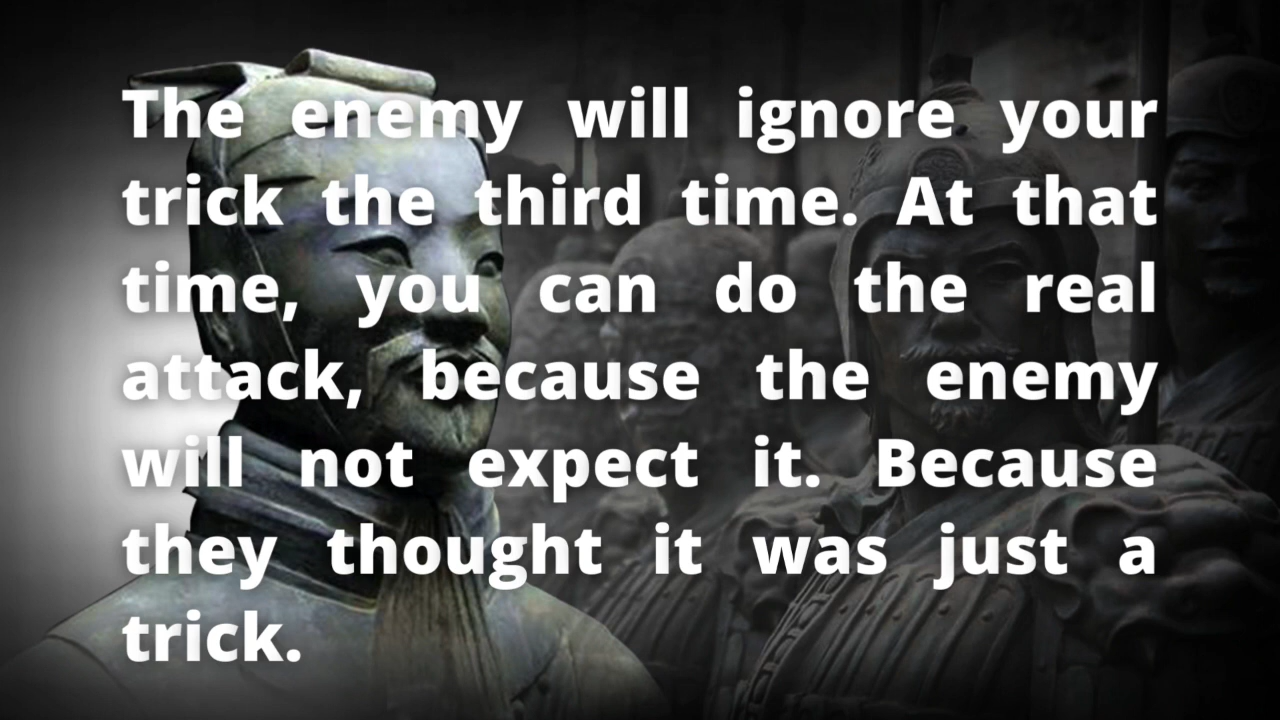 The enemy will ignore your
trick the third time. At that
time, you can do the real
attack, because the enemy
will not expect it. Because
they thought it was just a
trick.